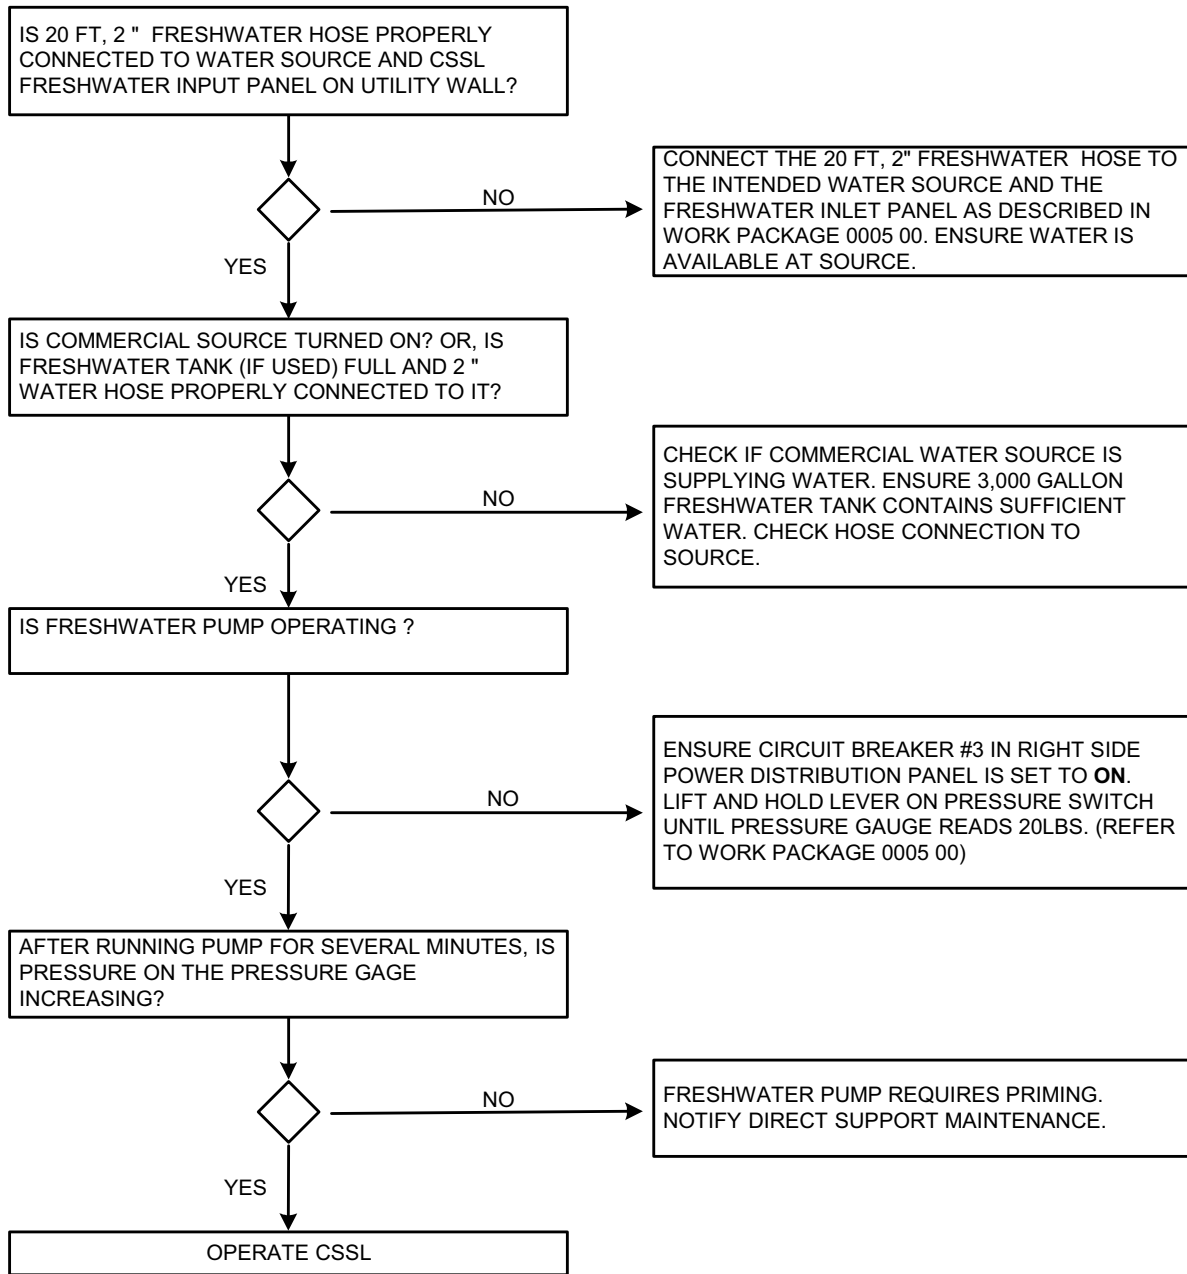 IS 20 FT, 2 " FRESHWATER HOSE PROPERLY
CONNECTED TO WATER SOURCE AND CSSL
FRESHWATER INPUT PANEL ON UTILITY WALL?
NO
CONNECT THE 20 FT, 2" FRESHWATER HOSE TO
THE INTENDED WATER SOURCE AND THE
FRESHWATER INLET PANEL AS DESCRIBED IN
WORK PACKAGE 0005 00. ENSURE WATER IS
AVAILABLE AT SOURCE.
YES
IS COMMERCIAL SOURCE TURNED ON? OR, IS
FRESHWATER TANK (IF USED) FULL AND 2 "
WATER HOSE PROPERLY CONNECTED TO IT?
NO
CHECK IF COMMERCIAL WATER SOURCE IS
SUPPLYING WATER. ENSURE 3,000 GALLON
FRESHWATER TANK CONTAINS SUFFICIENT
WATER. CHECK HOSE CONNECTION TO
SOURCE.
YES
IS FRESHWATER PUMP OPERATING ?
NO
ENSURE CIRCUIT BREAKER #3 IN RIGHT SIDE
POWER DISTRIBUTION PANEL IS SET TO ON.
LIFT AND HOLD LEVER ON PRESSURE SWITCH
UNTIL PRESSURE GAUGE READS 20LBS. (REFER
TO WORK PACKAGE 0005 00)
YES
AFTER RUNNING PUMP FOR SEVERAL MINUTES, IS
PRESSURE ON THE PRESSURE GAGE
INCREASING?
NO
FRESHWATER PUMP REQUIRES PRIMING.
NOTIFY DIRECT SUPPORT MAINTENANCE.
YES
OPERATE CSSL